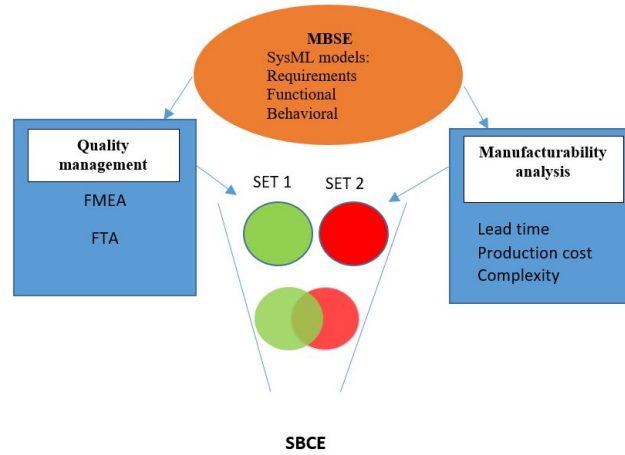 MBSE
SysML models:
Requirements
Functional
Behavioral
Quality
management
FMEA
FTA
SET 1
SET 2
Manufacturability
analysis
Lead time
Production cost
Complexity
SBCE